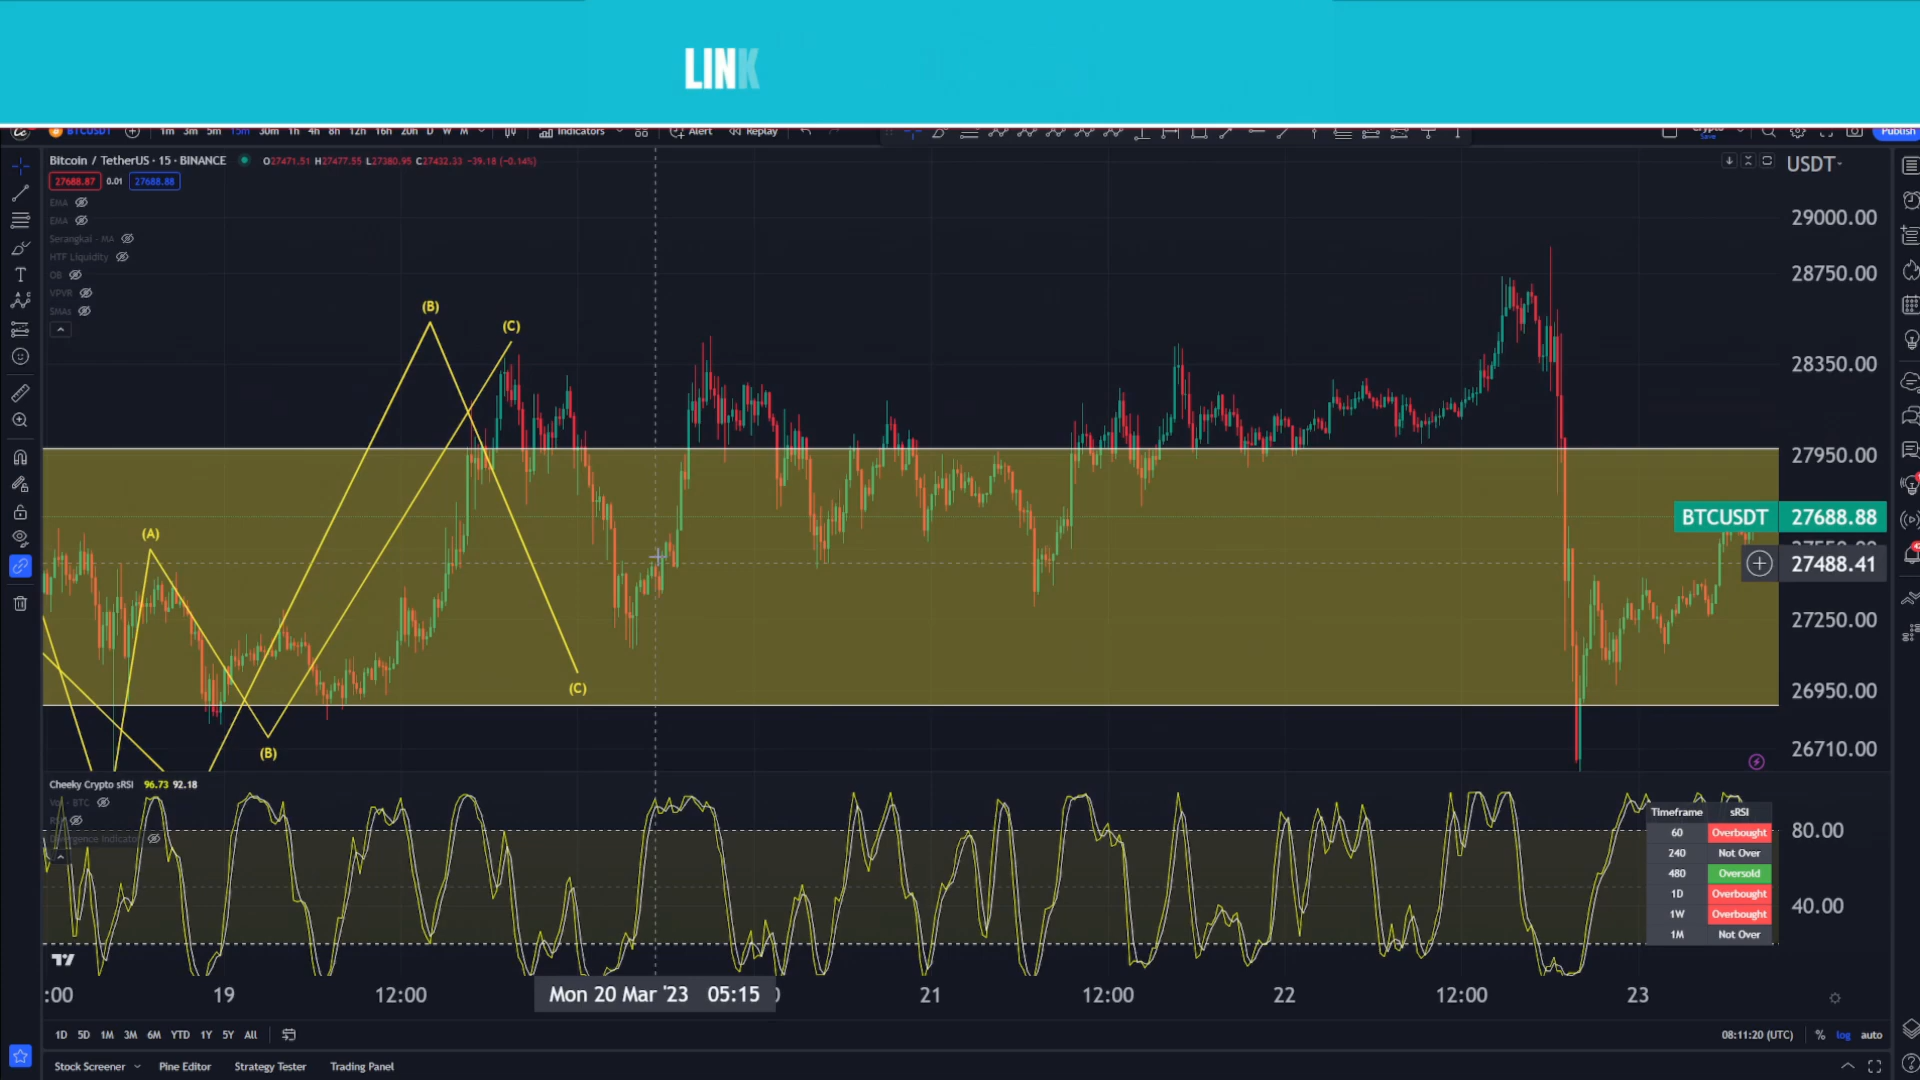 LINK
BTCUSDT 1m 3m 5m 15m 30m 1h 4h 8h 12h 16h 20h D W M Indicators Alert Replay Publish
Bitcoin / TetherUS · 15 · BINANCE O27471.51 H27477.55 L27380.95 C27432.33 −39.18 (−0.14%)
USDT
27688.87 0.01 27688.88
EMA
EMA
Serangkai - MA
HTF Liquidity
OB
VPVR
SMAs
29000.00
28750.00
28350.00
27950.00
BTCUSDT 27688.88
27488.41
27250.00
26950.00
26710.00
(B)
(C)
(A)
(C)
(B)
Cheeky Crypto sRSI 96.73 92.18
Vol · BTC
Divergence Indicator
Timeframe sRSI
60 Overbought
240 Not Over
480 Oversold
1D Overbought
1W Overbought
1M Not Over
80.00
40.00
:00 19 12:00 Mon 20 Mar '23 05:15 21 12:00 22 12:00 23
1D 5D 1M 3M 6M YTD 1Y 5Y All 08:11:20 (UTC) % log auto
Stock Screener Pine Editor Strategy Tester Trading Panel